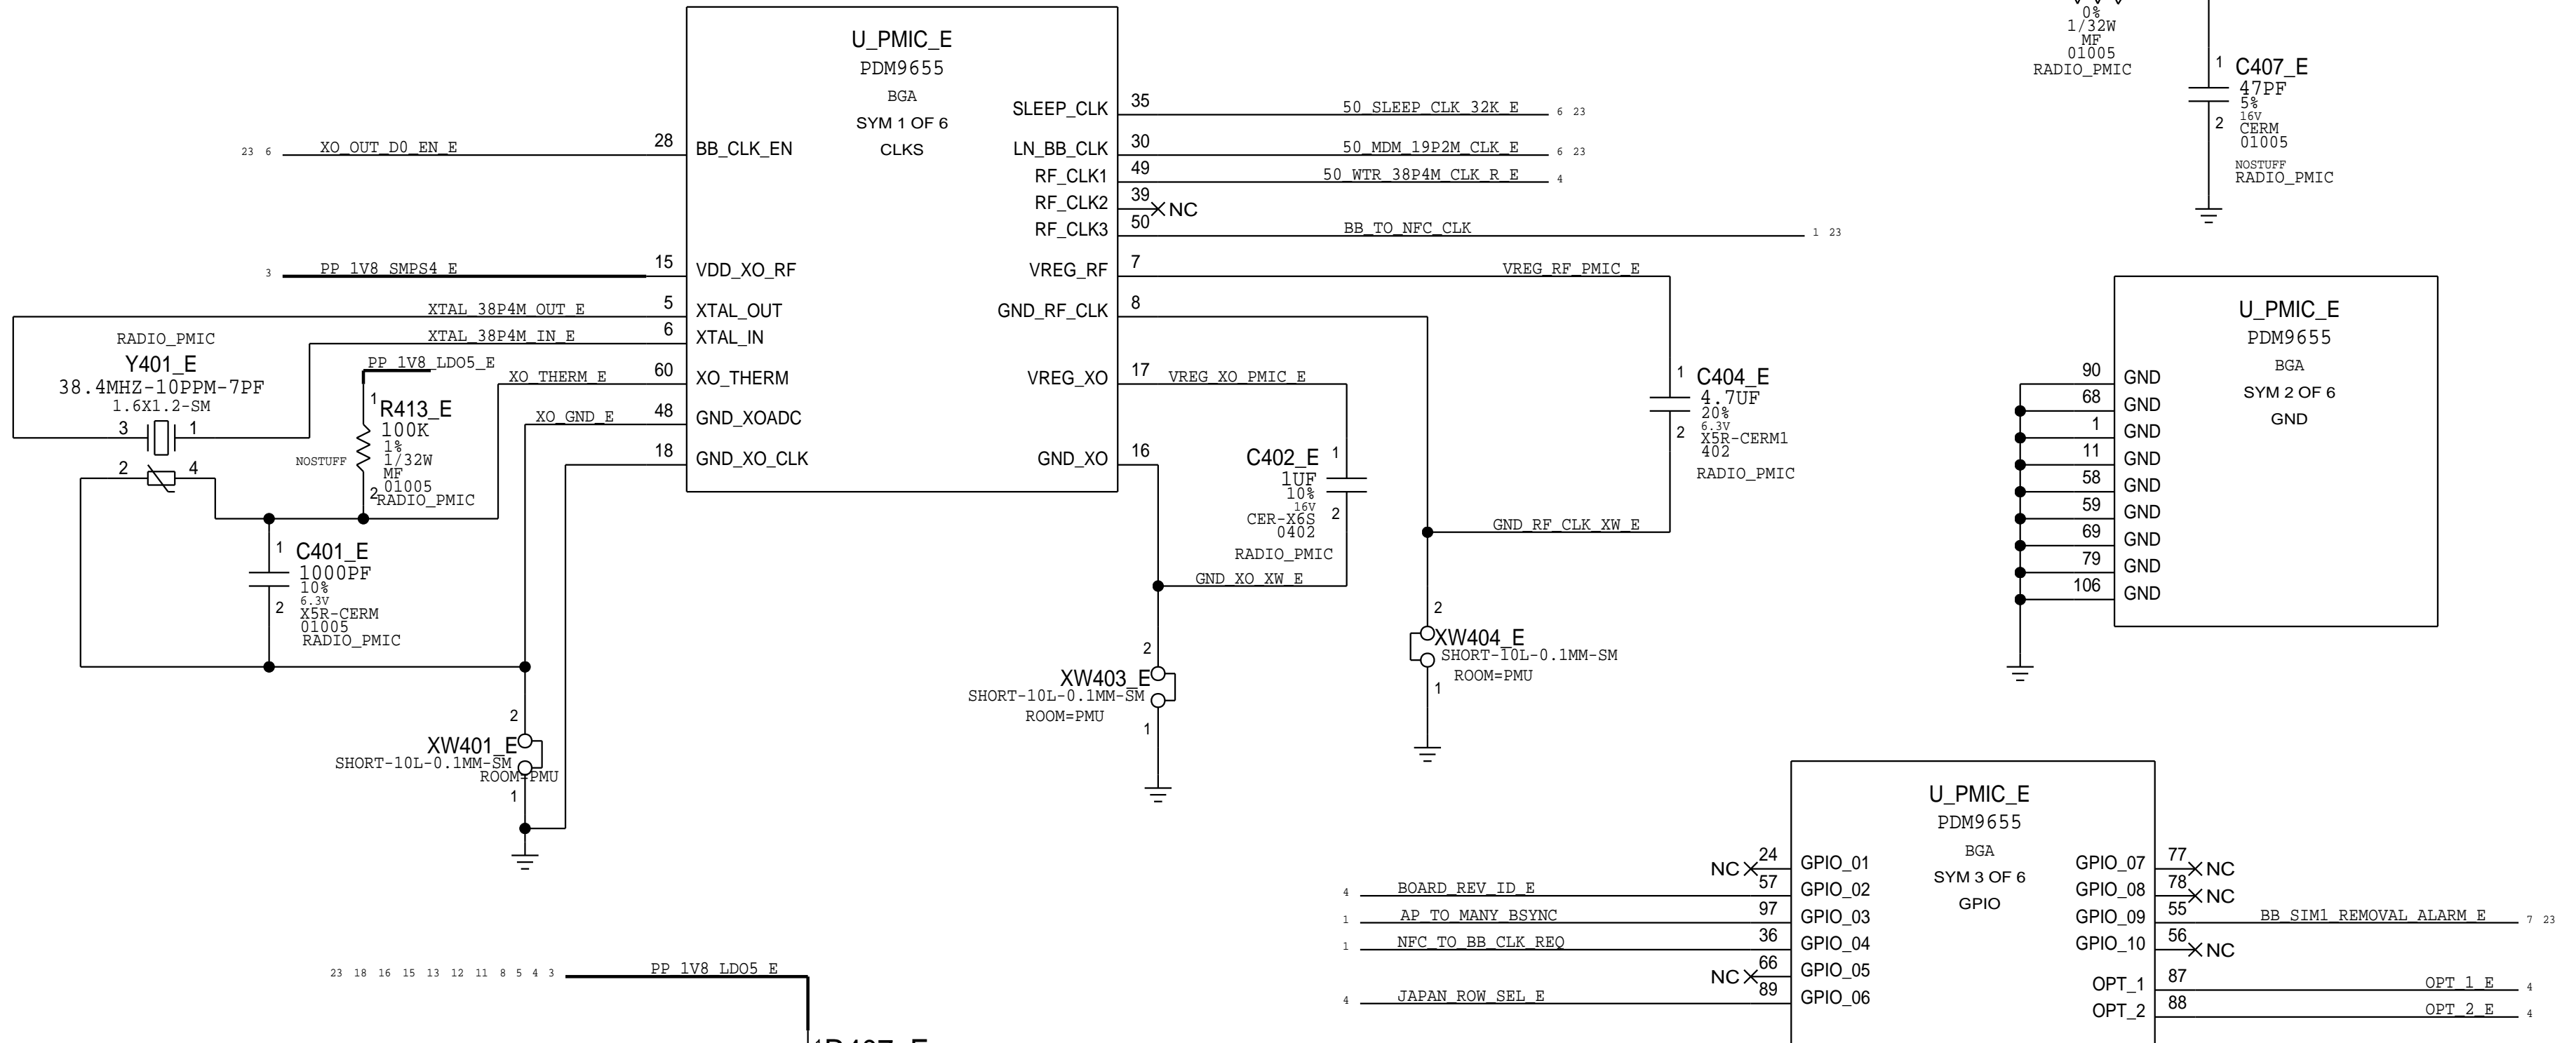 U_PMIC_E
PDM9655
BGA
SYM 1 OF 6
CLKS
23 6 XO_OUT_D0_EN_E 28 BB_CLK_EN
3 PP_1V8_SMPS4_E 15 VDD_XO_RF
XTAL_38P4M_OUT_E 5 XTAL_OUT
XTAL_38P4M_IN_E 6 XTAL_IN
XO_THERM_E 60 XO_THERM
XO_GND_E 48 GND_XOADC
18 GND_XO_CLK
SLEEP_CLK 35 50_SLEEP_CLK_32K_E 6 23
LN_BB_CLK 30 50_MDM_19P2M_CLK_E 6 23
RF_CLK1 49 50_WTR_38P4M_CLK_R_E 4
RF_CLK2 39 NC
RF_CLK3 50 BB_TO_NFC_CLK 1 23
VREG_RF 7 VREG_RF_PMIC_E
GND_RF_CLK 8
VREG_XO 17 VREG_XO_PMIC_E
GND_XO 16
RADIO_PMIC
Y401_E
38.4MHZ-10PPM-7PF
1.6X1.2-SM
3 1
2 4
PP_1V8_LDO5_E
1
R413_E
100K
1%
1/32W
MF
01005
2
RADIO_PMIC
NOSTUFF
1
C401_E
1000PF
10%
6.3V
2
X5R-CERM
01005
RADIO_PMIC
2
XW401_E
SHORT-10L-0.1MM-SM
ROOM=PMU
1
C402_E 1
1UF
10%
16V
2
CER-X6S
0402
RADIO_PMIC
GND_XO_XW_E
2
XW403_E
SHORT-10L-0.1MM-SM
ROOM=PMU
1
1
C404_E
4.7UF
20%
6.3V
2
X5R-CERM1
402
RADIO_PMIC
GND_RF_CLK_XW_E
2
XW404_E
SHORT-10L-0.1MM-SM
ROOM=PMU
1
0%
1/32W
MF
01005
RADIO_PMIC
1
C407_E
47PF
5%
16V
2
CERM
01005
NOSTUFF
RADIO_PMIC
U_PMIC_E
PDM9655
BGA
SYM 2 OF 6
GND
90 GND
68 GND
1 GND
11 GND
58 GND
59 GND
69 GND
79 GND
106 GND
U_PMIC_E
PDM9655
BGA
SYM 3 OF 6
GPIO
NC 24 GPIO_01
4 BOARD_REV_ID_E 57 GPIO_02
1 AP_TO_MANY_BSYNC 97 GPIO_03
1 NFC_TO_BB_CLK_REQ 36 GPIO_04
NC 66 GPIO_05
4 JAPAN_ROW_SEL_E 89 GPIO_06
GPIO_07 77 NC
GPIO_08 78 NC
GPIO_09 55 BB_SIM1_REMOVAL_ALARM_E 7 23
GPIO_10 56 NC
OPT_1 87 OPT_1_E 4
OPT_2 88 OPT_2_E 4
23 18 16 15 13 12 11 8 5 4 3 PP_1V8_LDO5_E